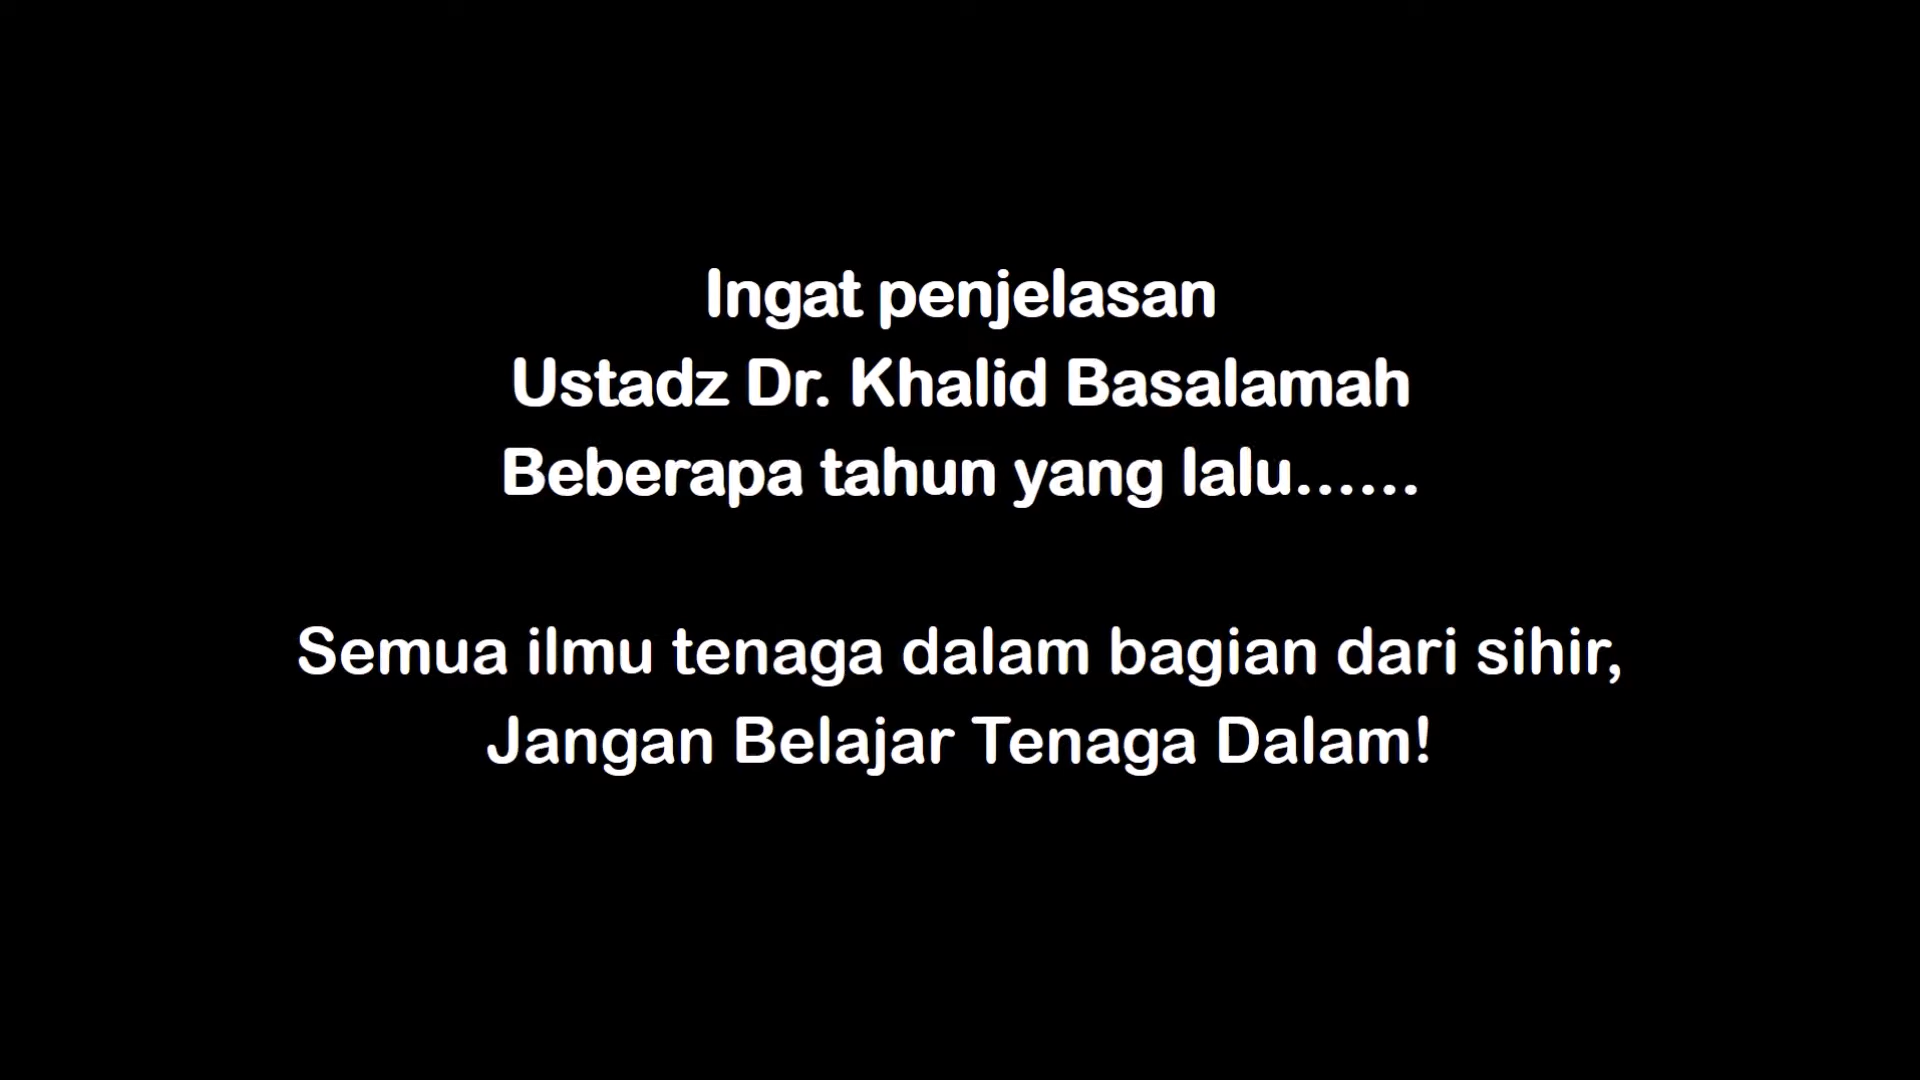 Ingat penjelasan
Ustadz Dr. Khalid Basalamah
Beberapa tahun yang lalu......
Semua ilmu tenaga dalam bagian dari sihir,
Jangan Belajar Tenaga Dalam!